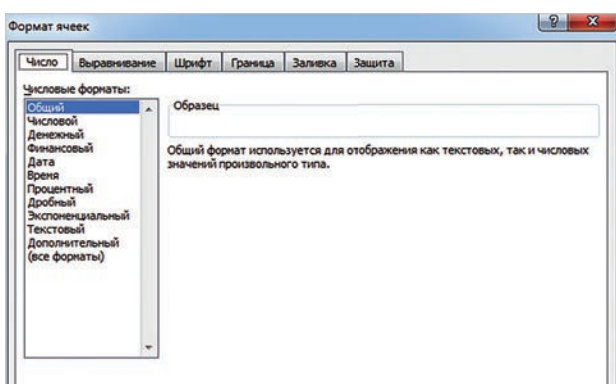 Формат ячеек
Число Выравнивание Шрифт Граница Заливка Защита
Числовые форматы:
Общий
Числовой
Денежный
Финансовый
Дата
Время
Процентный
Дробный
Экспоненциальный
Текстовый
Дополнительный
(все форматы)
Образец
Общий формат используется для отображения как текстовых, так и числовых
значений произвольного типа.